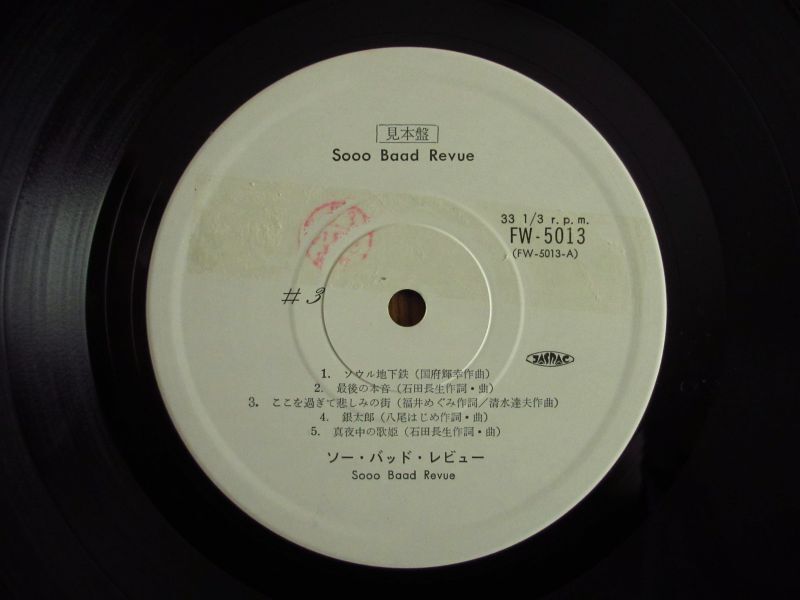 見本盤
Sooo Baad Revue
33 1/3 r.p.m.
FW-5013
(FW-5013-A)
#3
JASRAC
1. ソウル地下鉄(国府輝幸作曲)
2. 最後の本音(石田長生作詞・曲)
3. ここを過ぎて悲しみの街(福井めぐみ作詞/清水達夫作曲)
4. 銀太郎(八尾はじめ作詞・曲)
5. 真夜中の歌姫(石田長生作詞・曲)
ソー・バッド・レビュー
Sooo Baad Revue